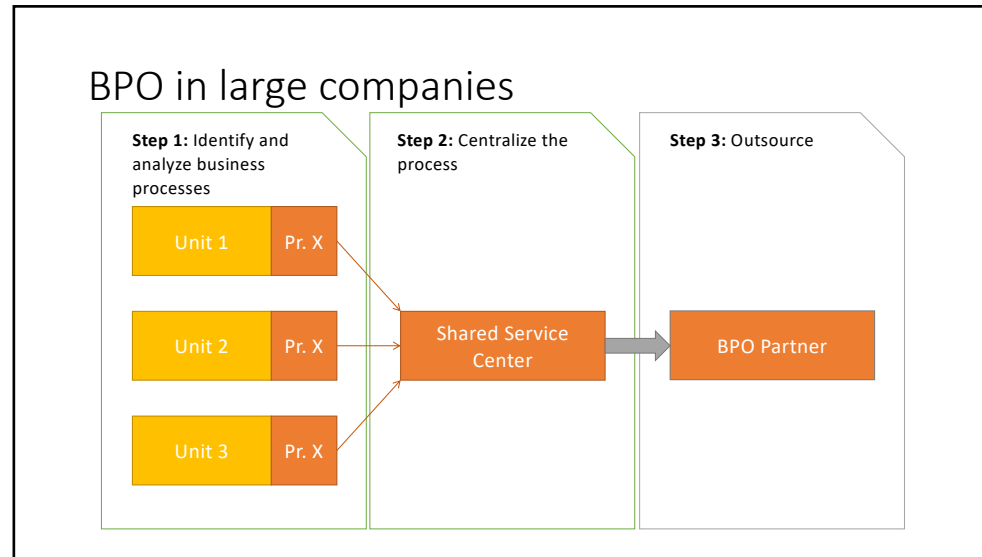 BPO in large companies
Step 1: Identify and
analyze business
processes
Step 2: Centralize the
process
Step 3: Outsource
Unit 1
Pr. X
Unit 2
Pr. X
Shared Service
Center
BPO Partner
Unit 3
Pr. X